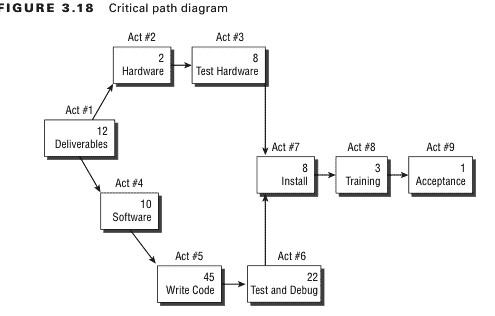 FIGURE 3.18 Critical path diagram
Act #2
2
Hardware
Act #3
8
Test Hardware
Act #1
12
Deliverables
Act #7
8
Install
Act #8
3
Training
Act #9
1
Acceptance
Act #4
10
Software
Act #5
45
Write Code
Act #6
22
Test and Debug